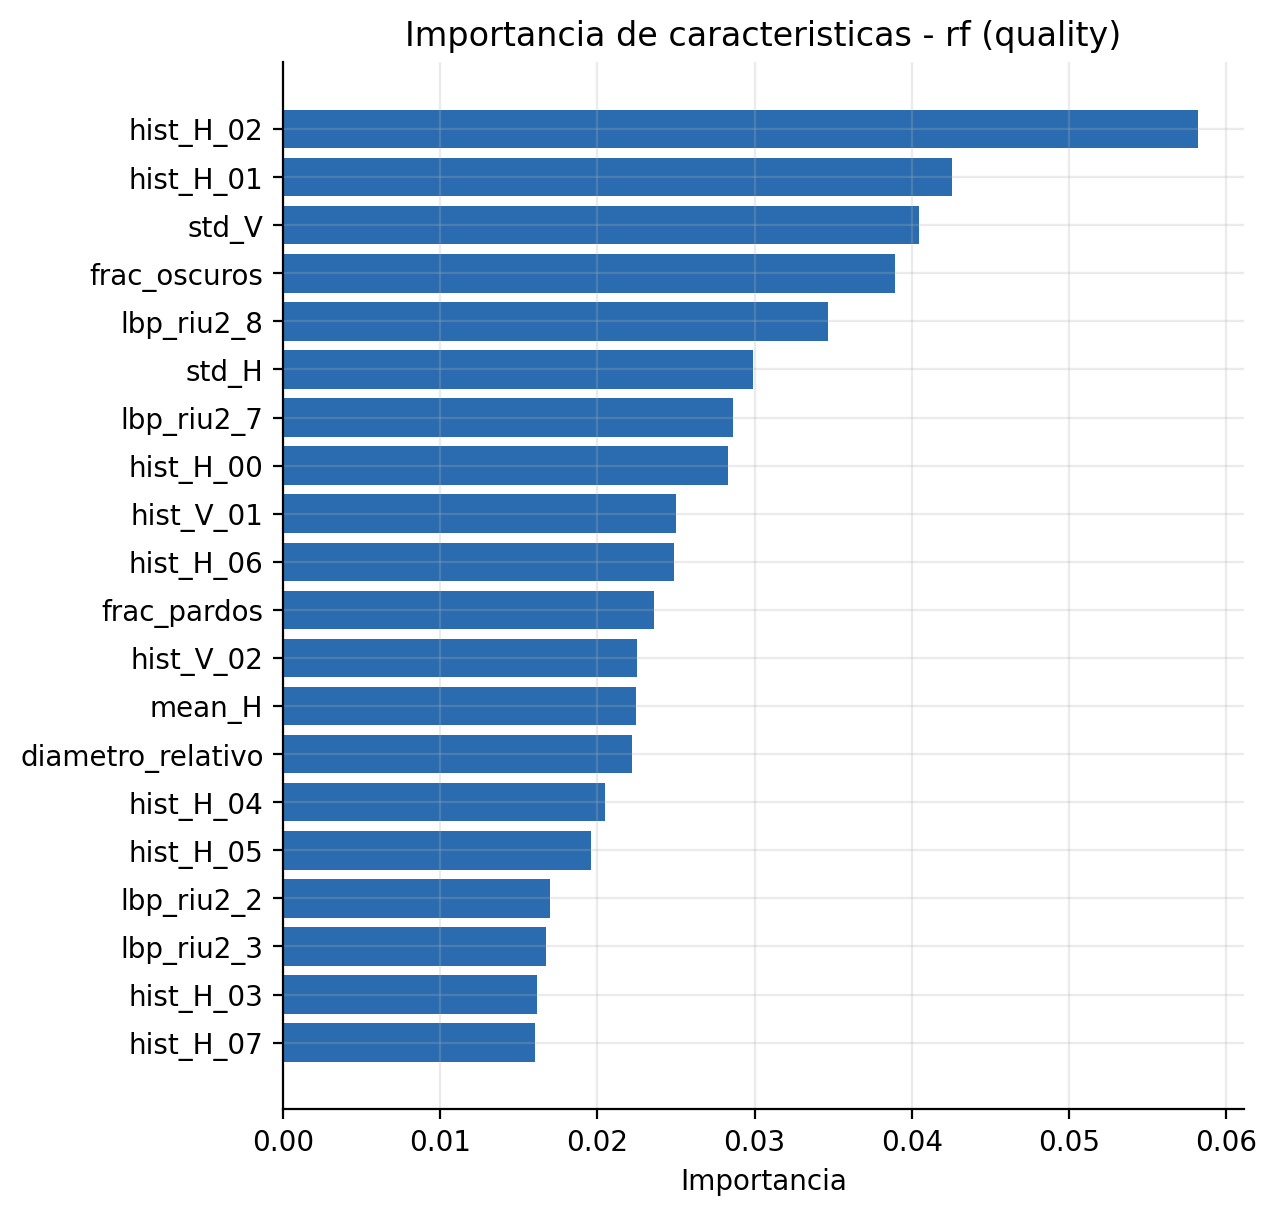 Importancia de caracteristicas - rf (quality)
hist_H_02
hist_H_01
std_V
frac_oscuros
lbp_riu2_8
std_H
lbp_riu2_7
hist_H_00
hist_V_01
hist_H_06
frac_pardos
hist_V_02
mean_H
diametro_relativo
hist_H_04
hist_H_05
lbp_riu2_2
lbp_riu2_3
hist_H_03
hist_H_07
0.00 0.01 0.02 0.03 0.04 0.05 0.06
Importancia